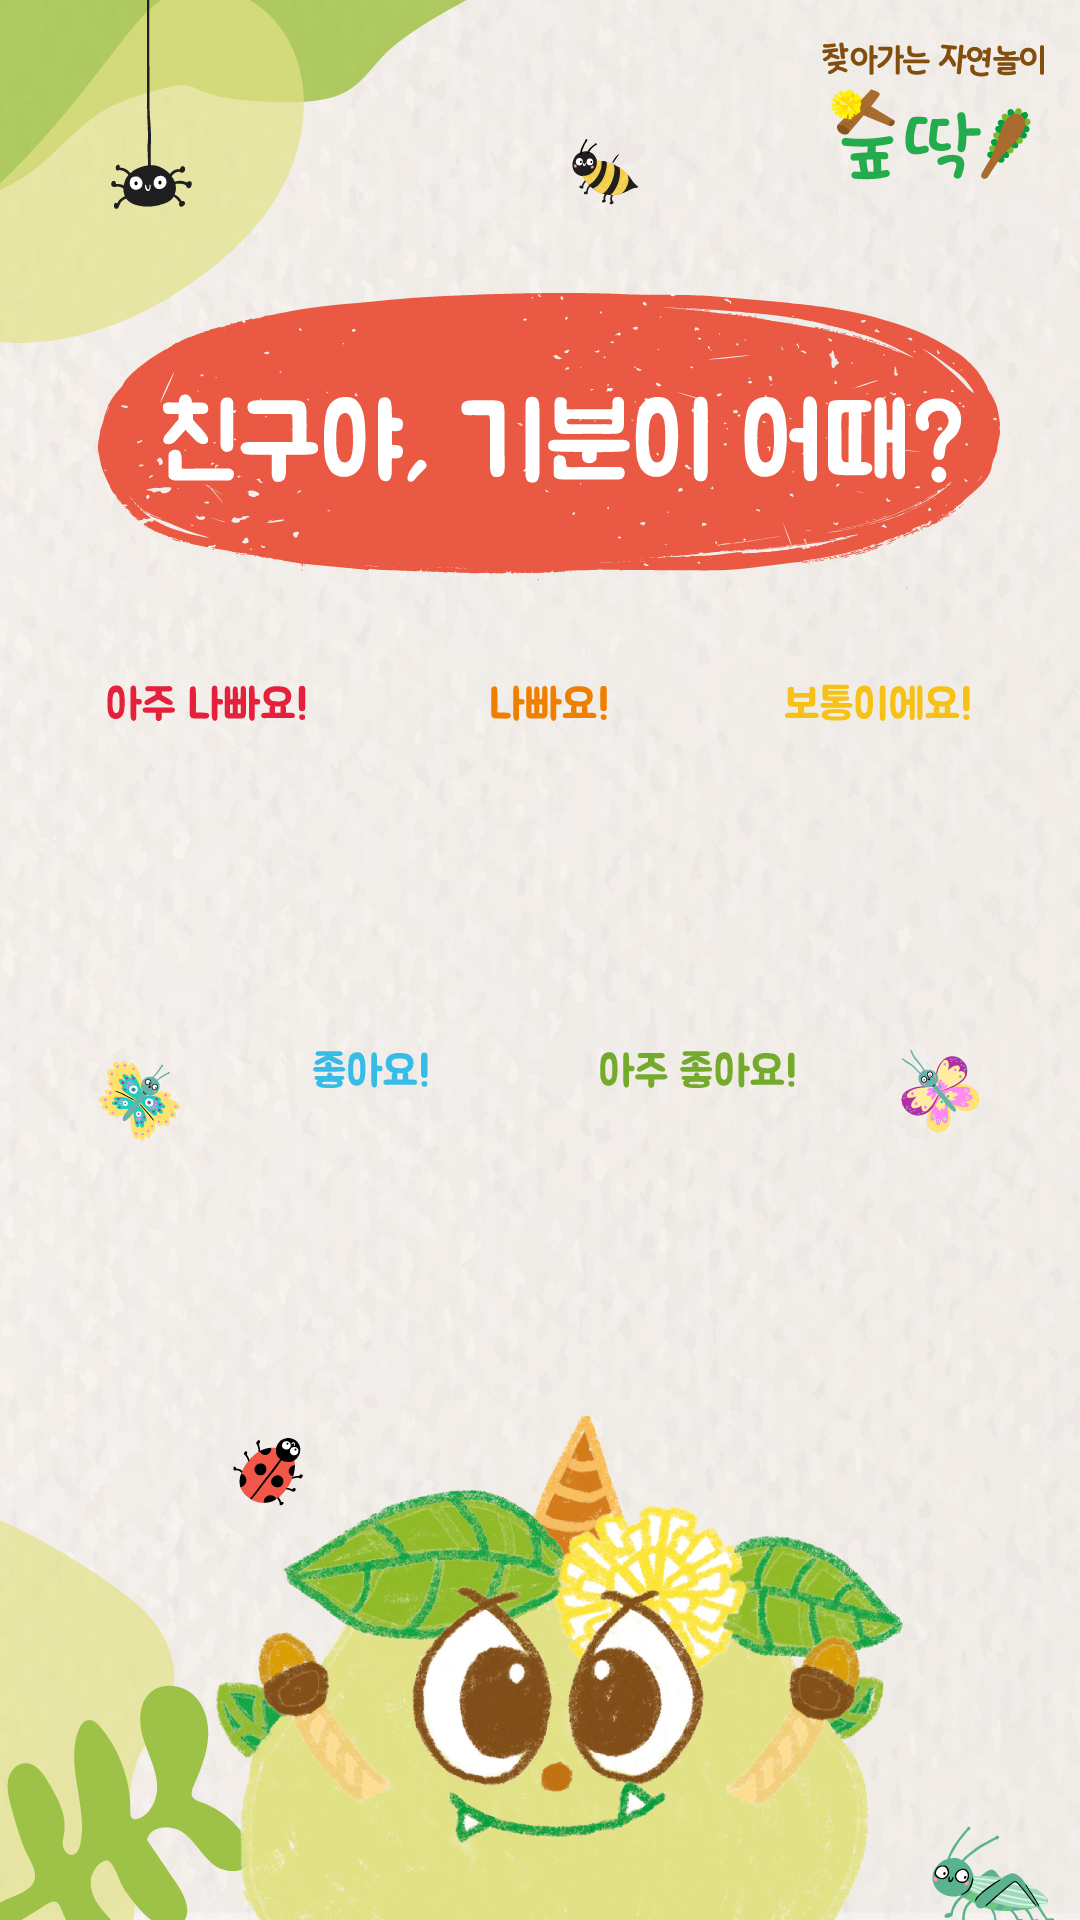 찾아가는 자연놀이
숲딱
친구야, 기분이 어때?
아주 나빠요!
나빠요!
보통이에요!
좋아요!
아주 좋아요!